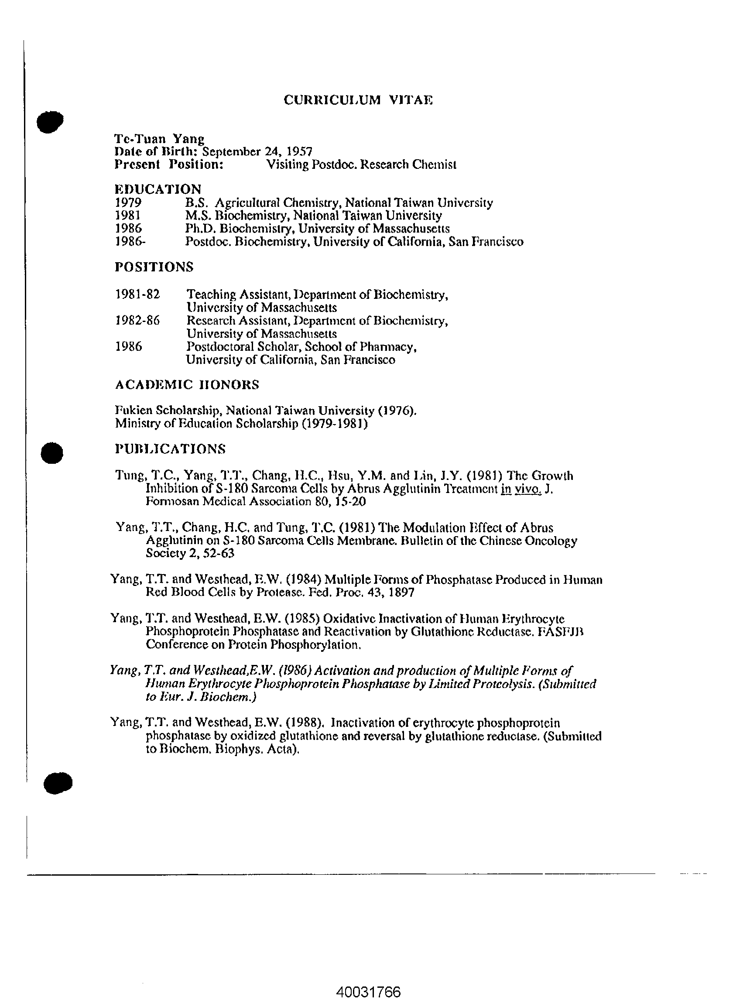 CURRICULUM VITAE
Te-Tuan Yang
Date of Birth: September 24, 1957
Present Position: Visiting Postdoc. Research Chemist
EDUCATION
1979 B.S. Agricultural Chemistry, National Taiwan University
1981 M.S. Biochemistry, National Taiwan University
1986 Ph.D. Biochemistry, University of Massachusetts
1986- Postdoc. Biochemistry, University of California, San Francisco
POSITIONS
1981-82 Teaching Assistant, Department of Biochemistry,
University of Massachusetts
1982-86 Research Assistant, Department of Biochemistry,
University of Massachusetts
1986 Postdoctoral Scholar, School of Pharmacy,
University of California, San Francisco
ACADEMIC HONORS
Fukien Scholarship, National Taiwan University (1976).
Ministry of Education Scholarship (1979-1981)
PUBLICATIONS
Tung, T.C., Yang, T.T., Chang, H.C., Hsu, Y.M. and Lin, J.Y. (1981) The Growth
Inhibition of S-180 Sarcoma Cells by Abrus Agglutinin Treatment in vivo. J.
Formosan Medical Association 80, 15-20
Yang, T.T., Chang, H.C. and Tung, T.C. (1981) The Modulation Effect of Abrus
Agglutinin on S-180 Sarcoma Cells Membrane. Bulletin of the Chinese Oncology
Society 2, 52-63
Yang, T.T. and Westhead, E.W. (1984) Multiple Forms of Phosphatase Produced in Human
Red Blood Cells by Protease. Fed. Proc. 43, 1897
Yang, T.T. and Westhead, E.W. (1985) Oxidative Inactivation of Human Erythrocyte
Phosphoprotein Phosphatase and Reactivation by Glutathione Reductase. FASEJB
Conference on Protein Phosphorylation.
Yang, T.T. and Westhead,E.W. (1986) Activation and production of Multiple Forms of
Human Erythrocyte Phosphoprotein Phosphatase by Limited Proteolysis. (Submitted
to Eur. J. Biochem.)
Yang, T.T. and Westhead, E.W. (1988). Inactivation of erythrocyte phosphoprotein
phosphatase by oxidized glutathione and reversal by glutathione reductase. (Submitted
to Biochem. Biophys. Acta).
40031766